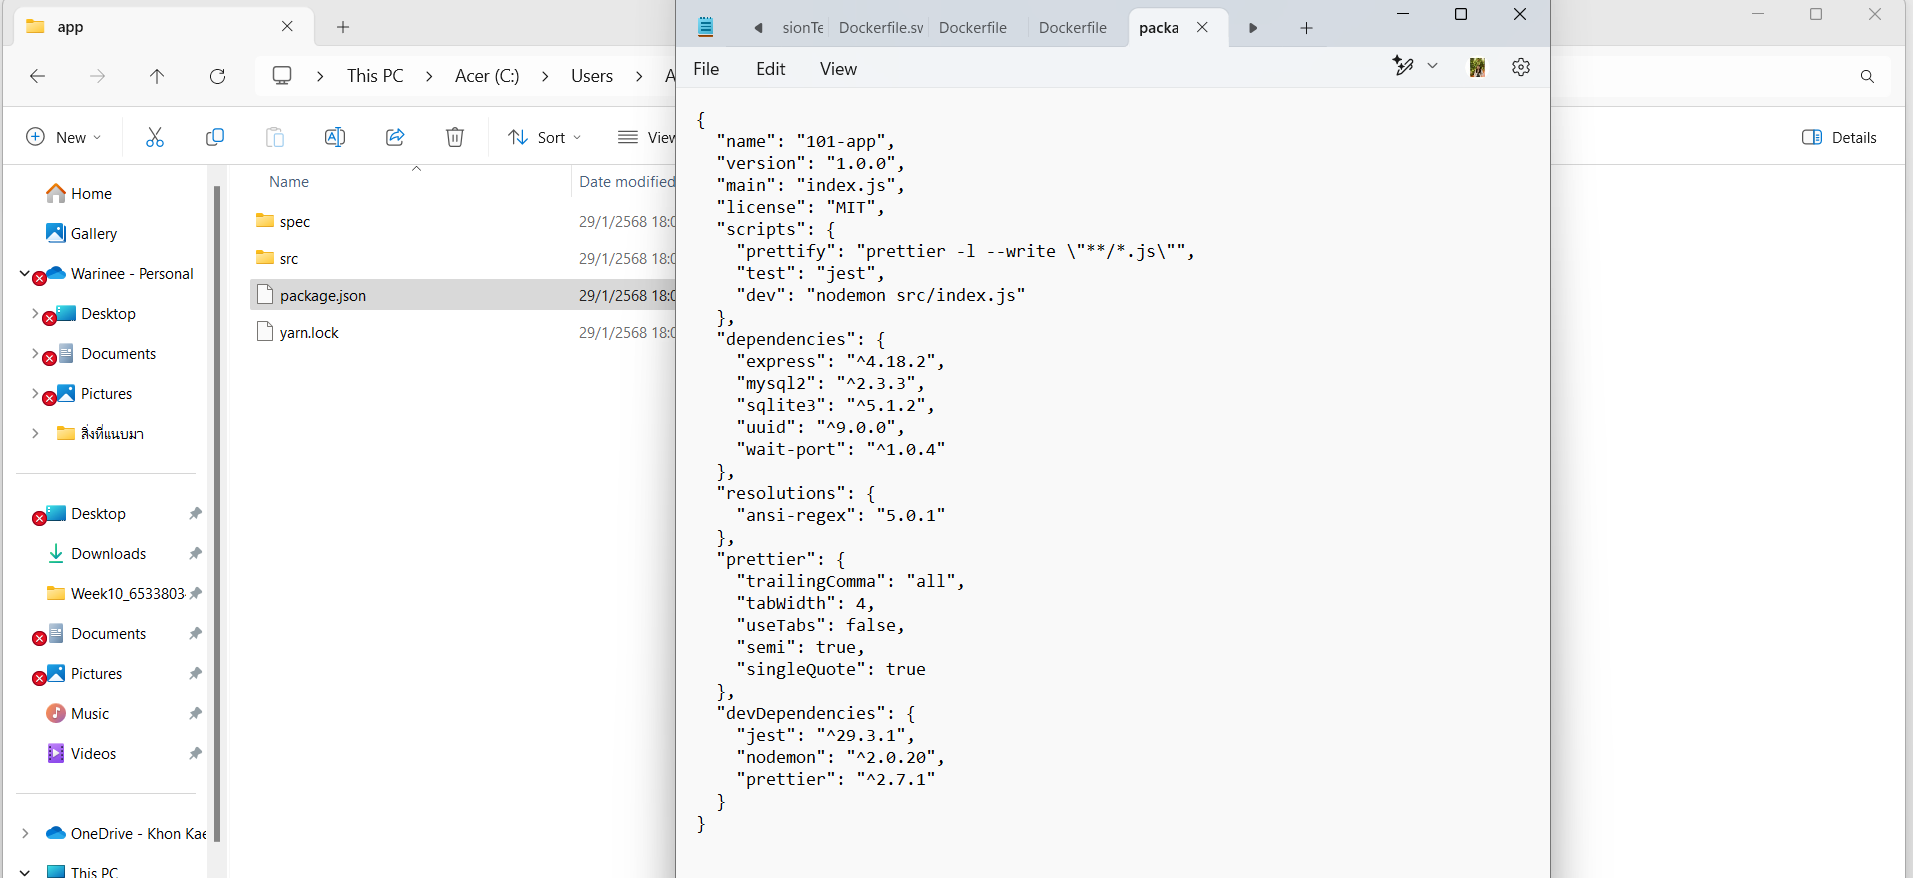 app
sionTe
Dockerfile.sw
Dockerfile
Dockerfile
packa
This PC
Acer (C:)
Users
A
File
Edit
View
New
Sort
View
Details
Name
Date modified
Home
Gallery
Warinee - Personal
Desktop
Documents
Pictures
สิ่งที่แนบมา
Desktop
Downloads
Week10_6533803
Documents
Pictures
Music
Videos
OneDrive - Khon Kae
This PC
spec 29/1/2568 18:0
src 29/1/2568 18:0
package.json 29/1/2568 18:0
yarn.lock 29/1/2568 18:0
{
  "name": "101-app",
  "version": "1.0.0",
  "main": "index.js",
  "license": "MIT",
  "scripts": {
    "prettify": "prettier -l --write \"**/*.js\"",
    "test": "jest",
    "dev": "nodemon src/index.js"
  },
  "dependencies": {
    "express": "^4.18.2",
    "mysql2": "^2.3.3",
    "sqlite3": "^5.1.2",
    "uuid": "^9.0.0",
    "wait-port": "^1.0.4"
  },
  "resolutions": {
    "ansi-regex": "5.0.1"
  },
  "prettier": {
    "trailingComma": "all",
    "tabWidth": 4,
    "useTabs": false,
    "semi": true,
    "singleQuote": true
  },
  "devDependencies": {
    "jest": "^29.3.1",
    "nodemon": "^2.0.20",
    "prettier": "^2.7.1"
  }
}